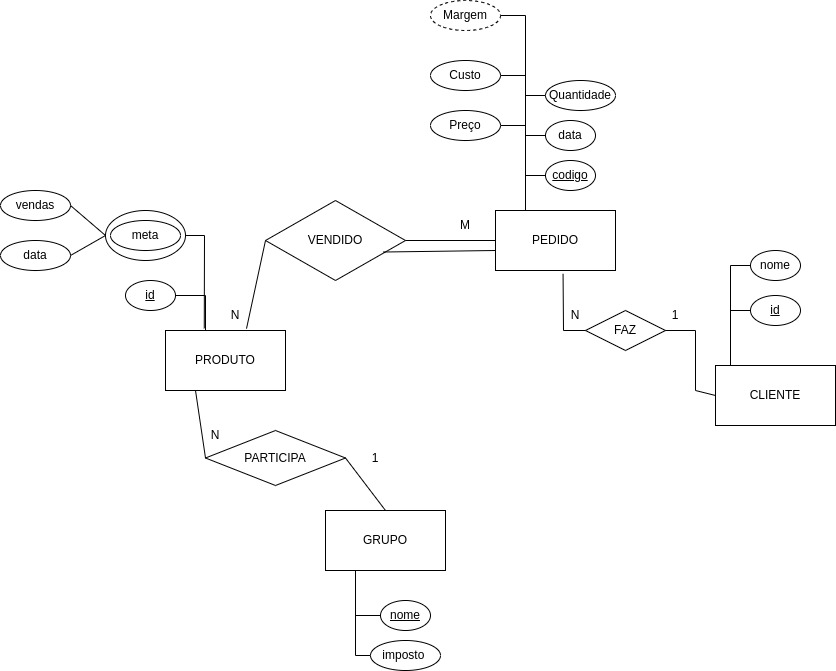 Margem
Custo
Quantidade
Preço
data
codigo
vendas
meta
data
M
VENDIDO
PEDIDO
nome
id
id
N
N
1
FAZ
PRODUTO
CLIENTE
N
PARTICIPA
1
GRUPO
nome
imposto